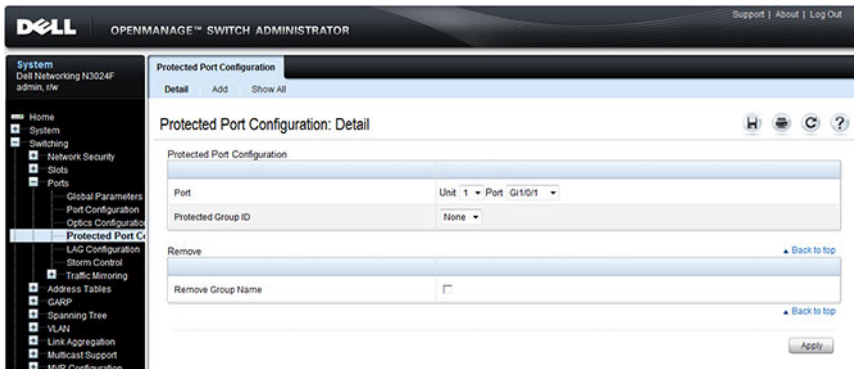 Support | About | Log Out
DELL
OPENMANAGE™ SWITCH ADMINISTRATOR
System
Dell Networking N3024F
admin, r/w
Home
System
Switching
Network Security
Slots
Ports
Global Parameters
Port Configuration
Optics Configuratio
Protected Port Co
LAG Configuration
Storm Control
Traffic Mirroring
Address Tables
GARP
Spanning Tree
VLAN
Link Aggregation
Multicast Support
MVR Configuration
Protected Port Configuration
Detail Add Show All
Protected Port Configuration: Detail
?
Protected Port Configuration
Port Unit 1 Port Gi1/0/1
Protected Group ID None
Remove Back to top
Remove Group Name
Back to top
Apply